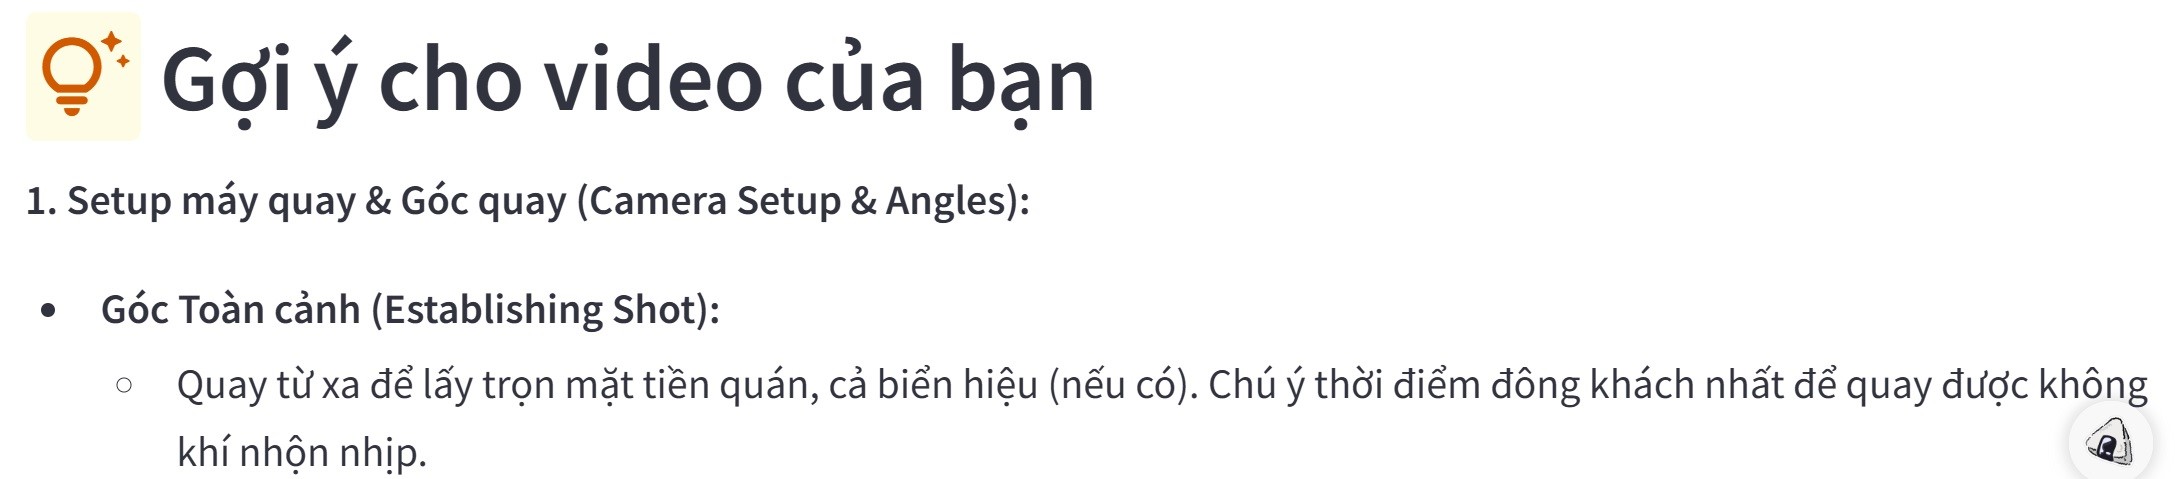 Gợi ý cho video của bạn
1. Setup máy quay & Góc quay (Camera Setup & Angles):
• Góc Toàn cảnh (Establishing Shot):
○ Quay từ xa để lấy trọn mặt tiền quán, cả biển hiệu (nếu có). Chú ý thời điểm đông khách nhất để quay được không
khí nhộn nhịp.